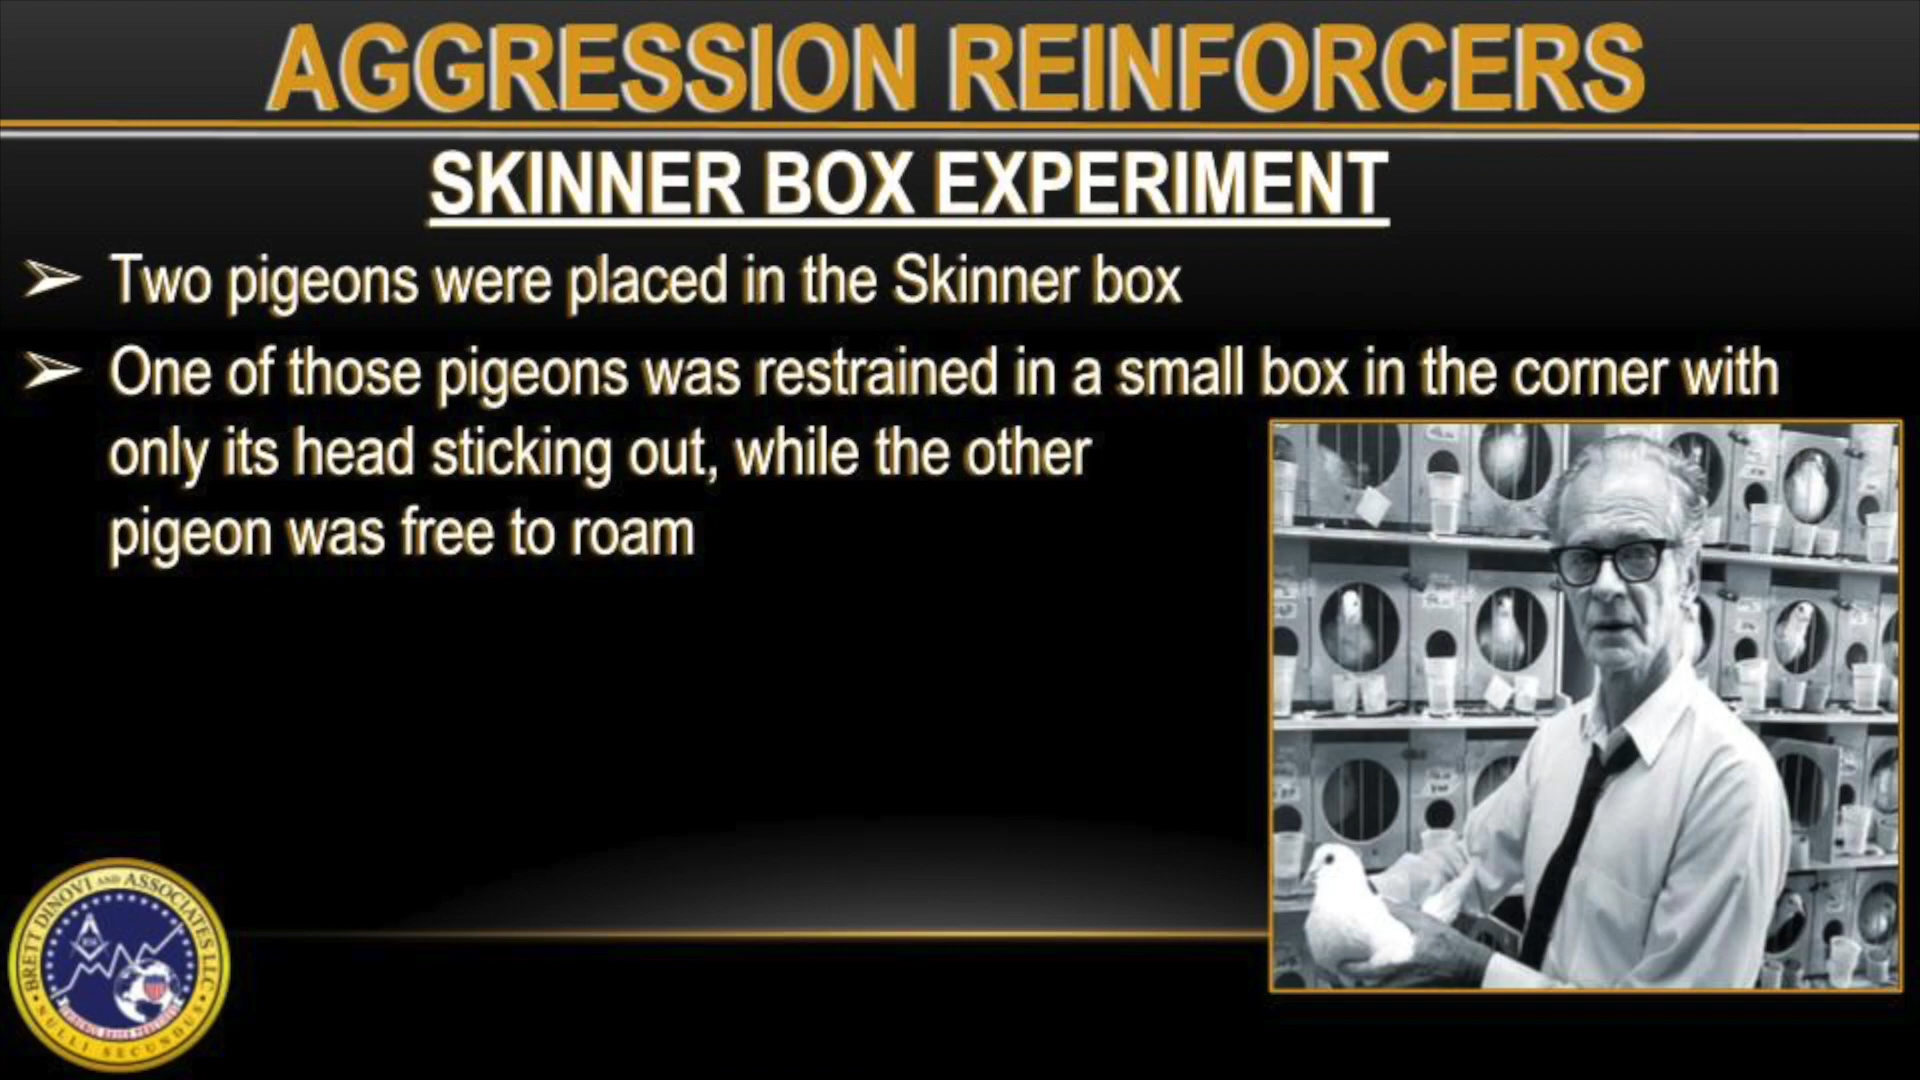 AGGRESSION REINFORCERS
SKINNER BOX EXPERIMENT
➢ Two pigeons were placed in the Skinner box
➢ One of those pigeons was restrained in a small box in the corner with
only its head sticking out, while the other
pigeon was free to roam
BRETT DINOVI AND ASSOCIATES LLC
NULLI SECUNDUS